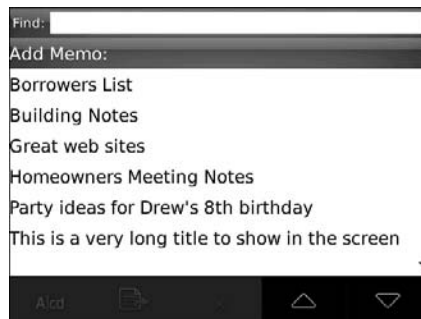 Find:
Add Memo:
Borrowers List
Building Notes
Great web sites
Homeowners Meeting Notes
Party ideas for Drew's 8th birthday
This is a very long title to show in the screen